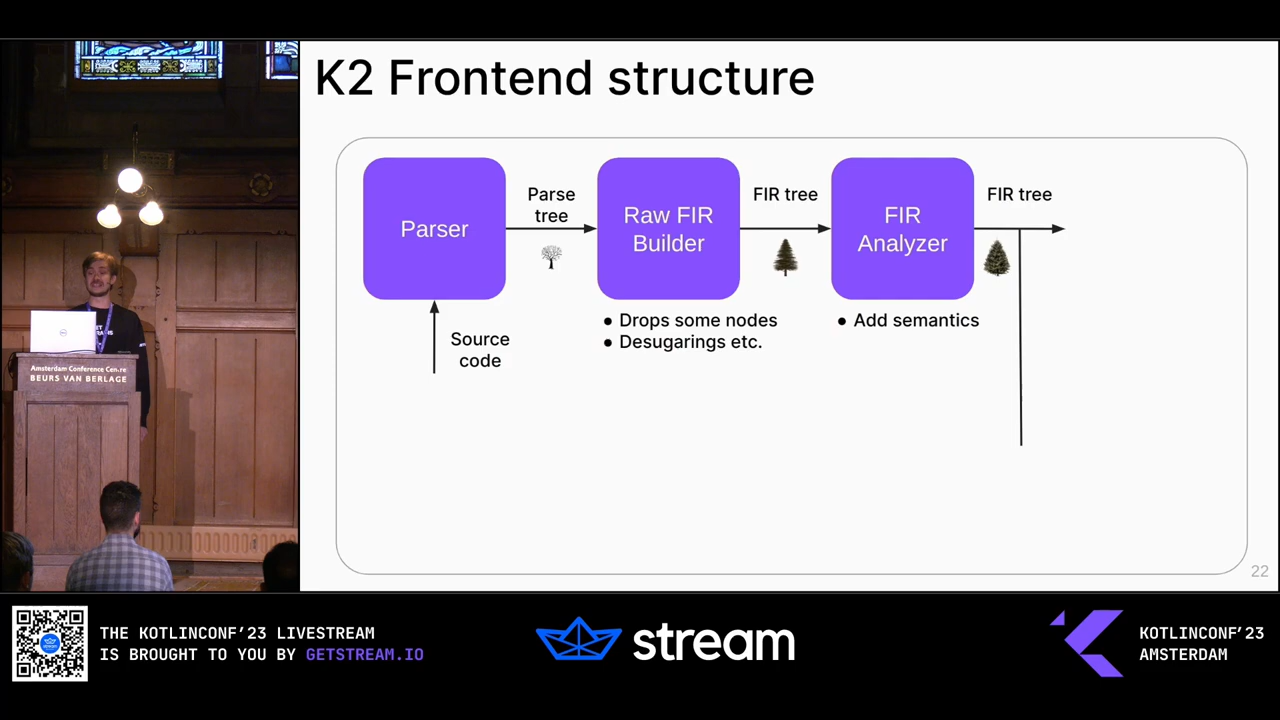 K2 Frontend structure
Parser
Parse
tree
Raw FIR
Builder
FIR tree
FIR
Analyzer
FIR tree
Source
code
● Drops some nodes
● Desugarings etc.
● Add semantics
22
Amsterdam Conference Centre
BEURS VAN BERLAGE
THE KOTLINCONF'23 LIVESTREAM
IS BROUGHT TO YOU BY GETSTREAM.IO
stream
KOTLINCONF'23
AMSTERDAM